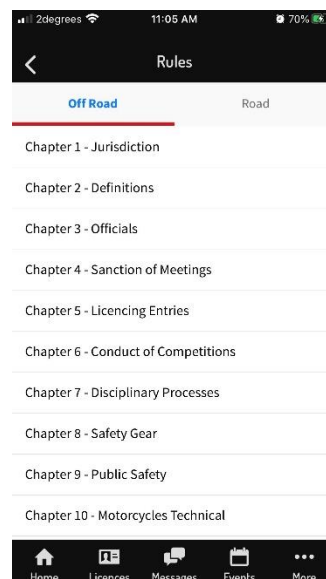 2degrees 11:05 AM 70%
Rules
Off Road Road
Chapter 1 - Jurisdiction
Chapter 2 - Definitions
Chapter 3 - Officials
Chapter 4 - Sanction of Meetings
Chapter 5 - Licencing Entries
Chapter 6 - Conduct of Competitions
Chapter 7 - Disciplinary Processes
Chapter 8 - Safety Gear
Chapter 9 - Public Safety
Chapter 10 - Motorcycles Technical
Home Licences Messages Events More